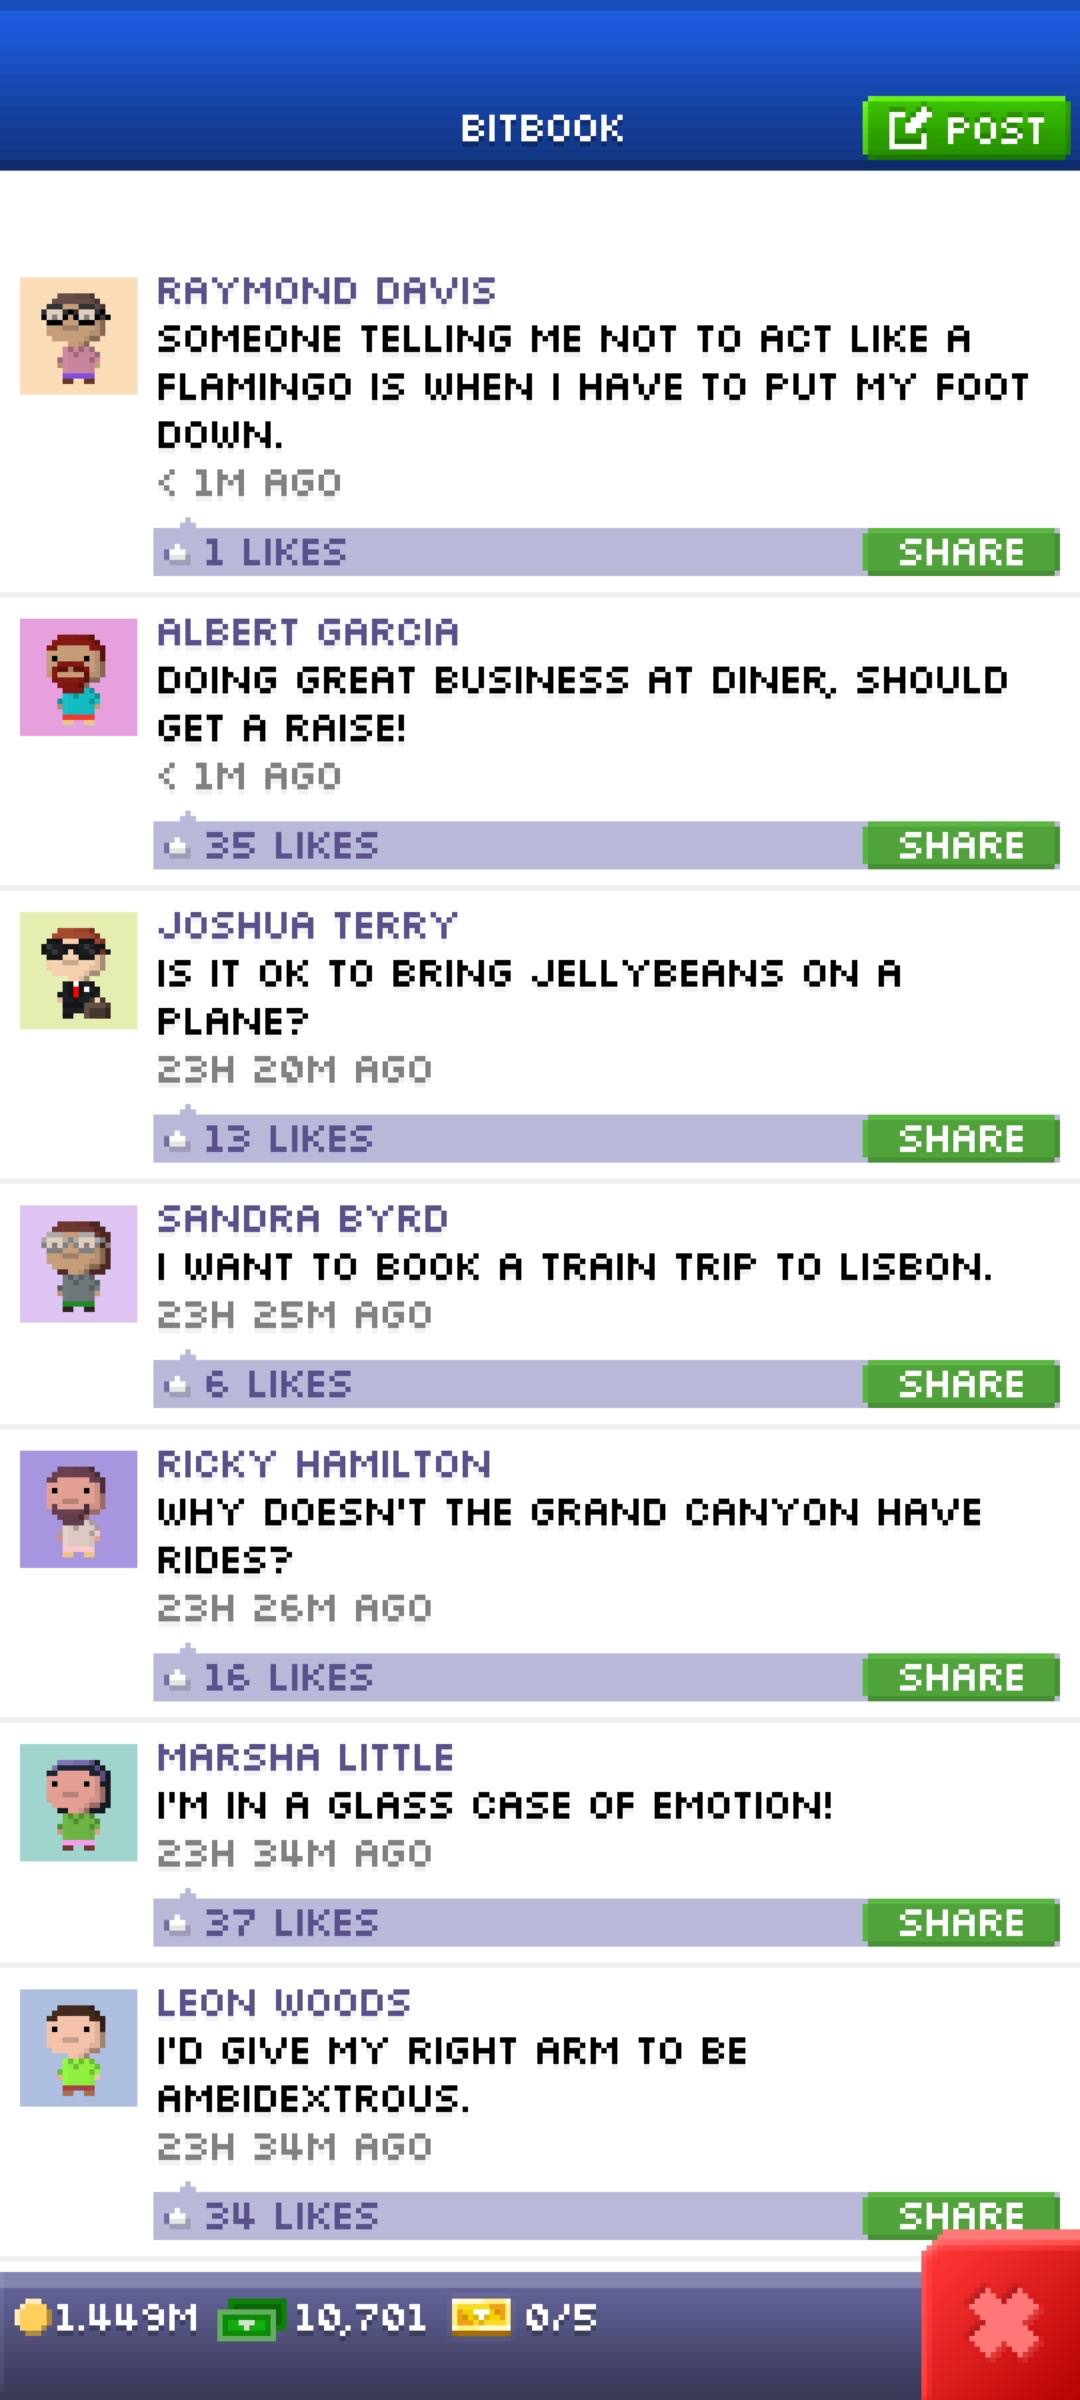 BITBOOK
POST
RAYMOND DAVIS
SOMEONE TELLING ME NOT TO ACT LIKE A
FLAMINGO IS WHEN I HAVE TO PUT MY FOOT
DOWN.
< 1M AGO
1 LIKES
SHARE
ALBERT GARCIA
DOING GREAT BUSINESS AT DINER, SHOULD
GET A RAISE!
< 1M AGO
35 LIKES
SHARE
JOSHUA TERRY
IS IT OK TO BRING JELLYBEANS ON A
PLANE?
23H 20M AGO
13 LIKES
SHARE
SANDRA BYRD
I WANT TO BOOK A TRAIN TRIP TO LISBON.
23H 25M AGO
6 LIKES
SHARE
RICKY HAMILTON
WHY DOESN'T THE GRAND CANYON HAVE
RIDES?
23H 26M AGO
16 LIKES
SHARE
MARSHA LITTLE
I'M IN A GLASS CASE OF EMOTION!
23H 34M AGO
37 LIKES
SHARE
LEON WOODS
I'D GIVE MY RIGHT ARM TO BE
AMBIDEXTROUS.
23H 34M AGO
34 LIKES
SHARE
1.449M 10,701 0/5